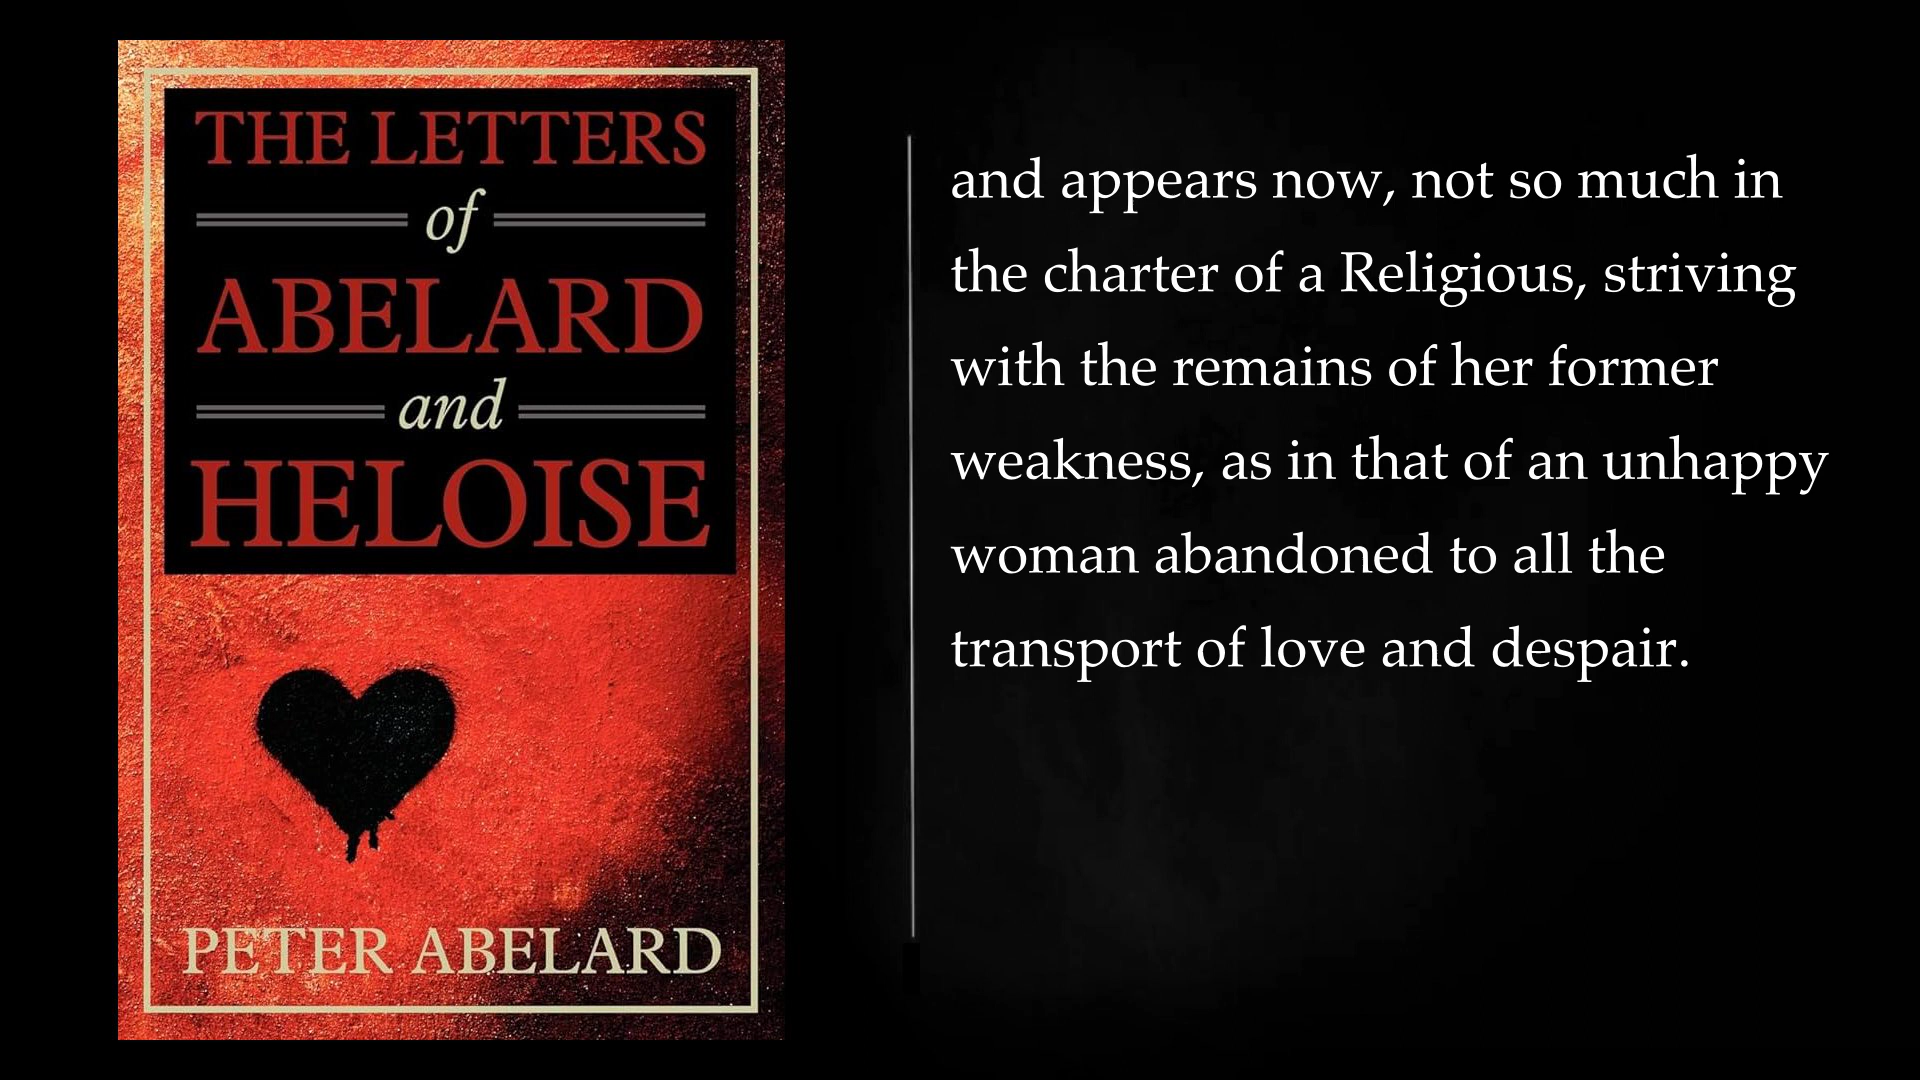 THE LETTERS
of
ABELARD
and
HELOISE
PETER ABELARD
and appears now, not so much in
the charter of a Religious, striving
with the remains of her former
weakness, as in that of an unhappy
woman abandoned to all the
transport of love and despair.